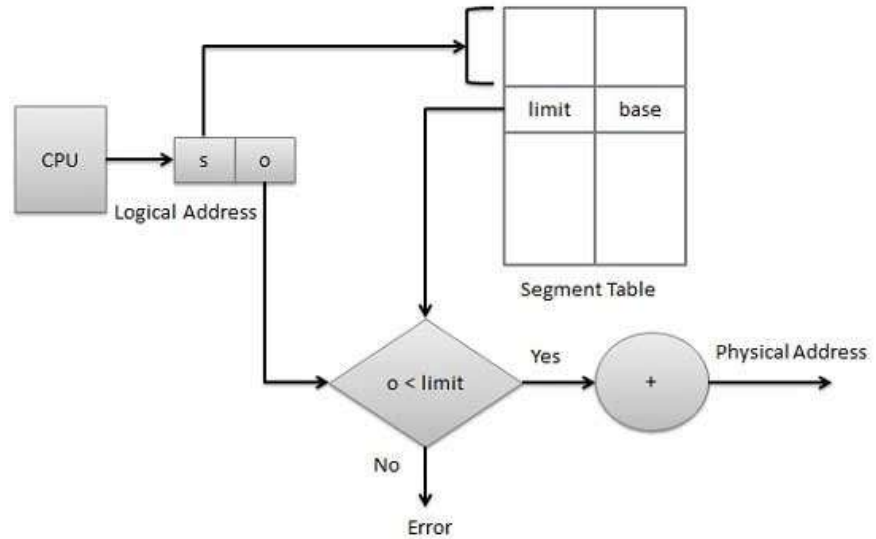 limit base
CPU
s o
Logical Address
Segment Table
o < limit
Yes
+
Physical Address
No
Error